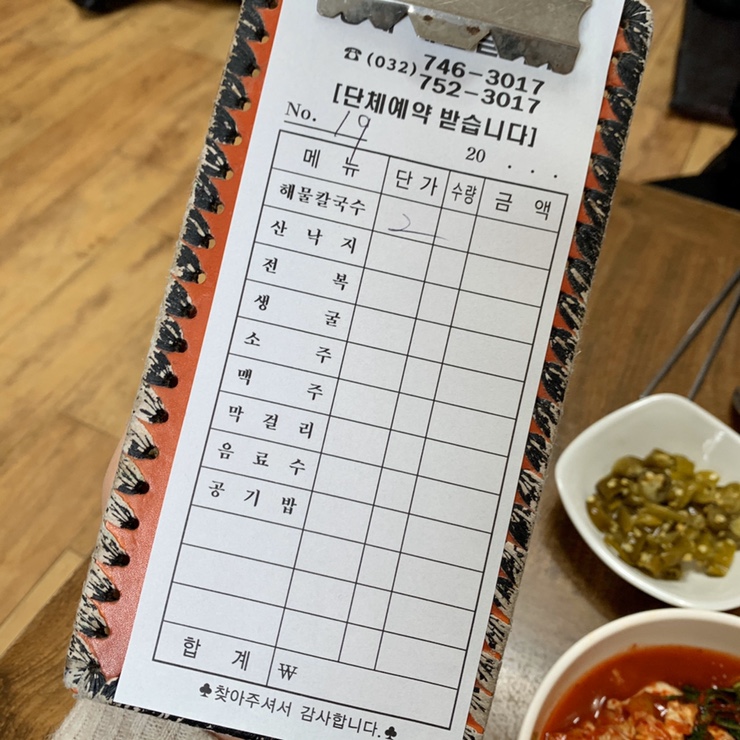 ☎(032) 746-3017
752-3017
[단체예약 받습니다]
No. 19
20 . . .
메 뉴 단 가 수량 금 액
해물칼국수 2
산 낙 지
전 복
생 굴
소 주
맥 주
막 걸 리
음 료 수
공 기 밥
합 계 ₩
♣찾아주셔서 감사합니다.♣